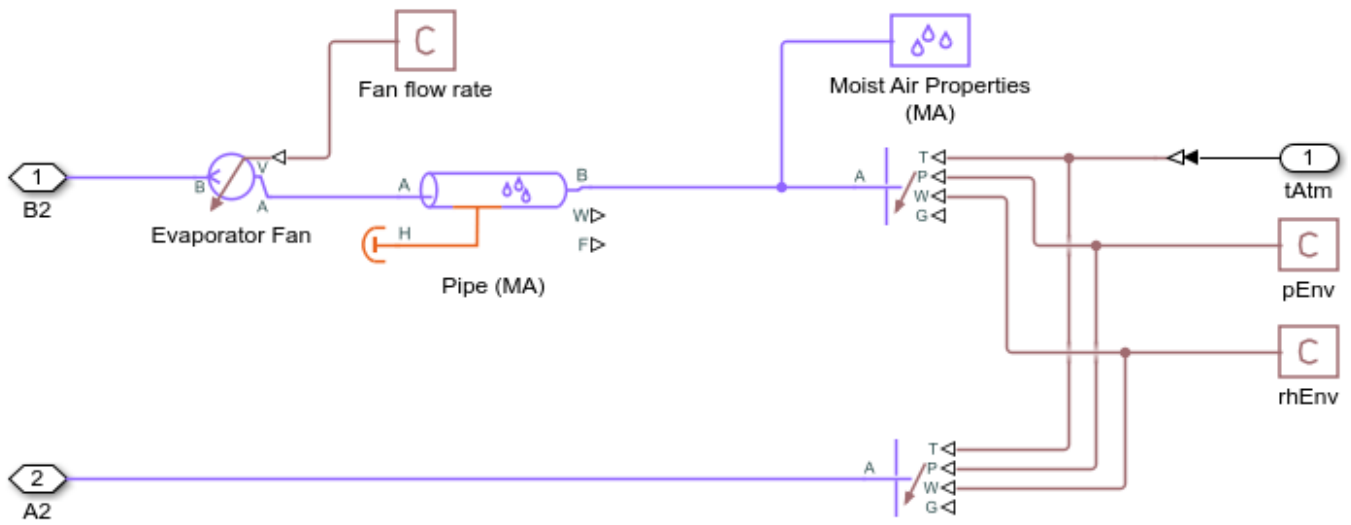 C
Fan flow rate
Moist Air Properties
(MA)
1
B2
B
V
A
Evaporator Fan
A
B
W
F
H
Pipe (MA)
A
T
P
W
G
1
tAtm
C
pEnv
C
rhEnv
2
A2
A
T
P
W
G